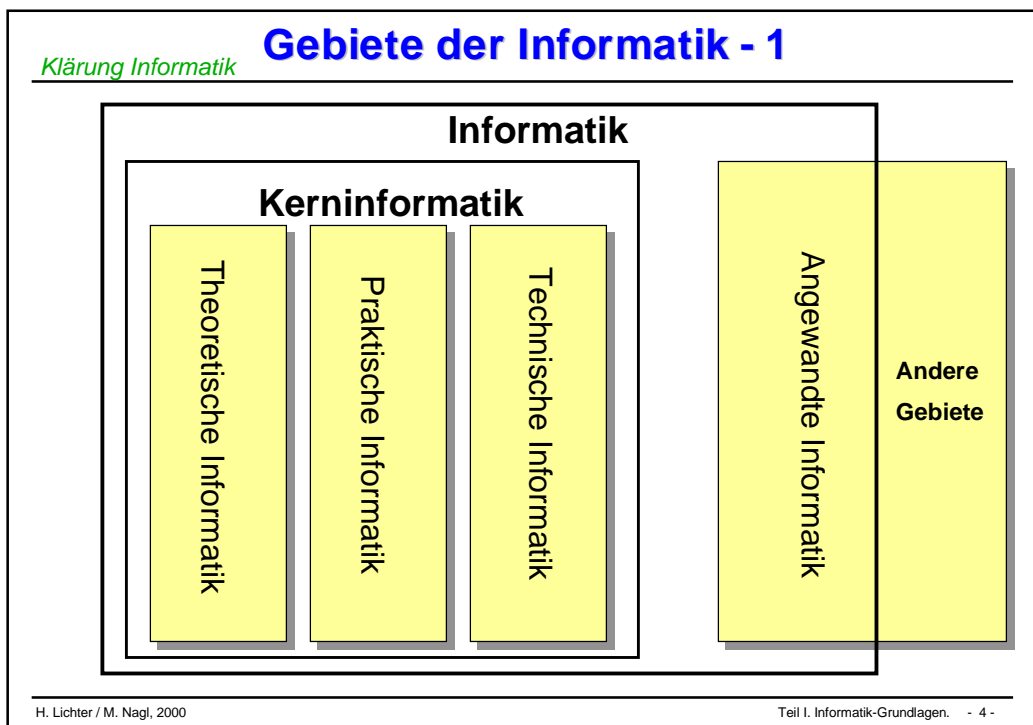 Gebiete der Informatik - 1
Klärung Informatik
Informatik
Kerninformatik
Theoretische Informatik
Praktische Informatik
Technische Informatik
Angewandte Informatik
Andere
Gebiete
H. Lichter / M. Nagl, 2000
Teil I. Informatik-Grundlagen. - 4 -